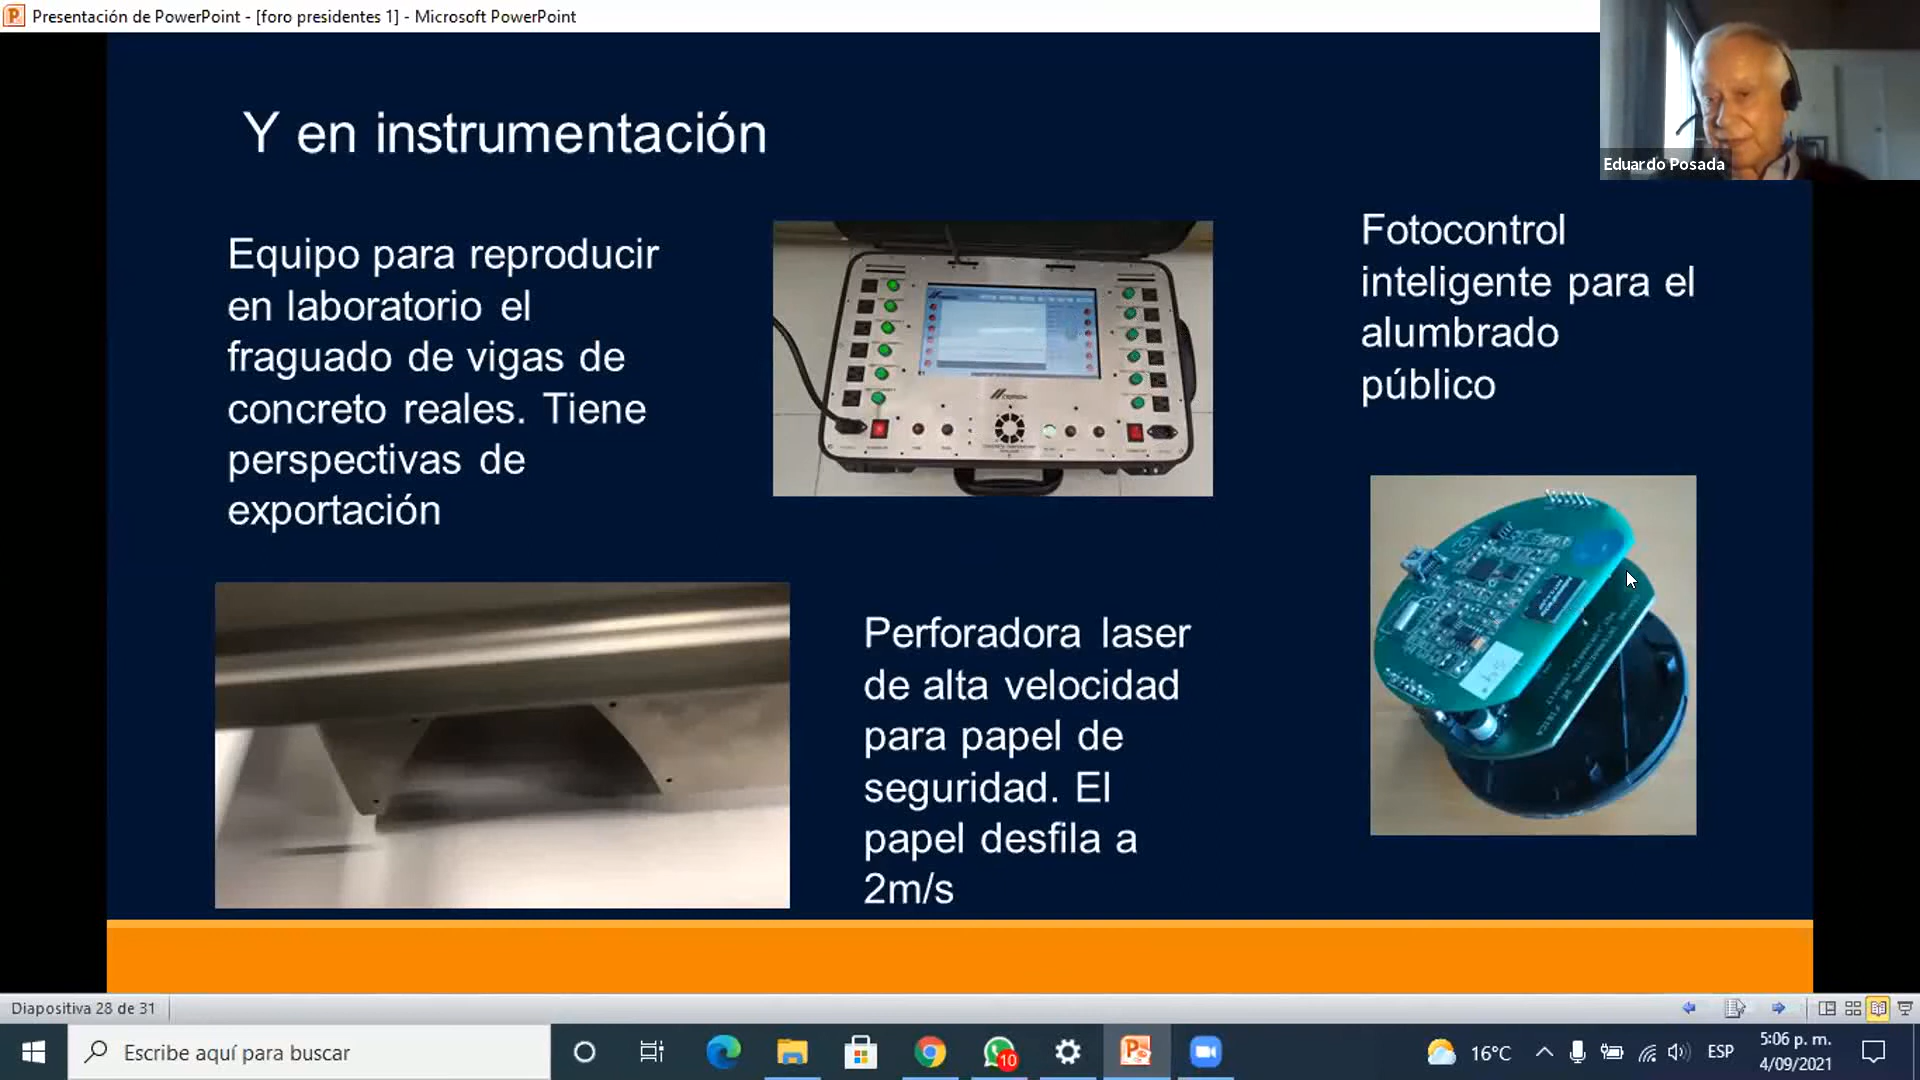 Presentación de PowerPoint - [foro presidentes 1] - Microsoft PowerPoint
Eduardo Posada
Y en instrumentación
Equipo para reproducir
en laboratorio el
fraguado de vigas de
concreto reales. Tiene
perspectivas de
exportación
CEMEX
Fotocontrol
inteligente para el
alumbrado
público
Perforadora laser
de alta velocidad
para papel de
seguridad. El
papel desfila a
2m/s
Diapositiva 28 de 31
Escribe aquí para buscar
10
16°C
ESP
5:06 p. m.
4/09/2021